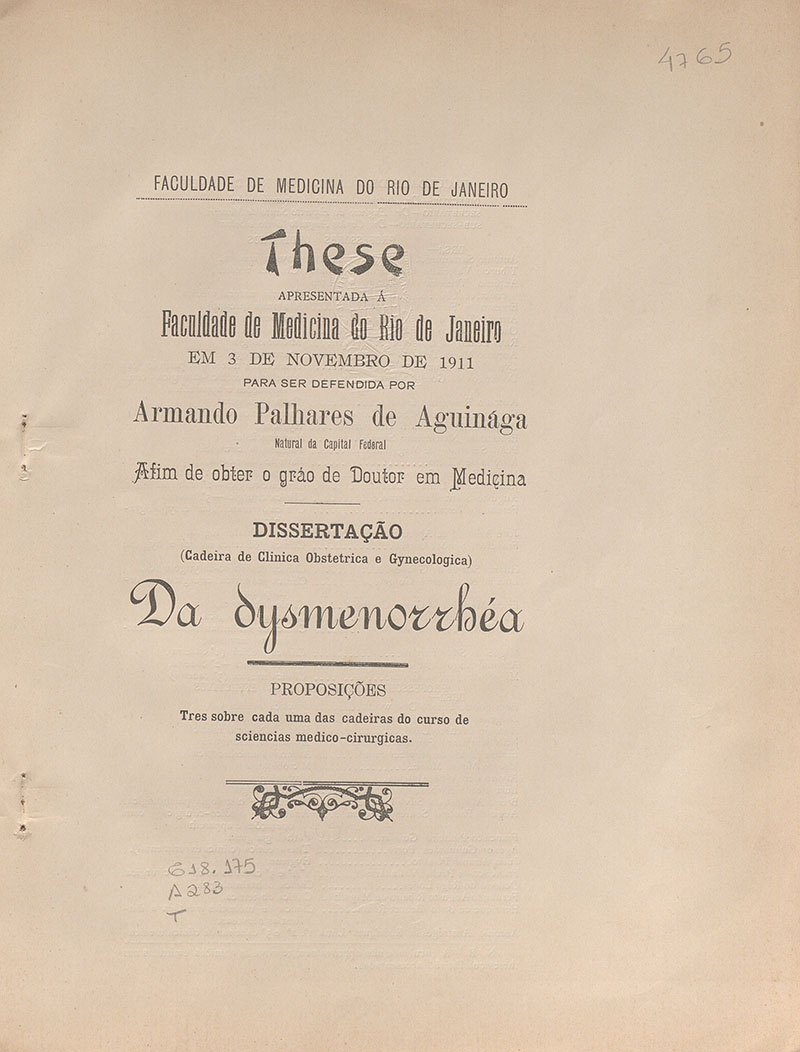 4765
FACULDADE DE MEDICINA DO RIO DE JANEIRO
These
APRESENTADA Á
Faculdade de Medicina do Rio de Janeiro
EM 3 DE NOVEMBRO DE 1911
PARA SER DEFENDIDA POR
Armando Palhares de Aguinága
Natural da Capital Federal
Afim de obter o gráo de Doutor em Medicina
DISSERTAÇÃO
(Cadeira de Clinica Obstetrica e Gynecologica)
Da dysmenorrhéa
PROPOSIÇÕES
Tres sobre cada uma das cadeiras do curso de
sciencias medico-cirurgicas.
618.175
A283
T